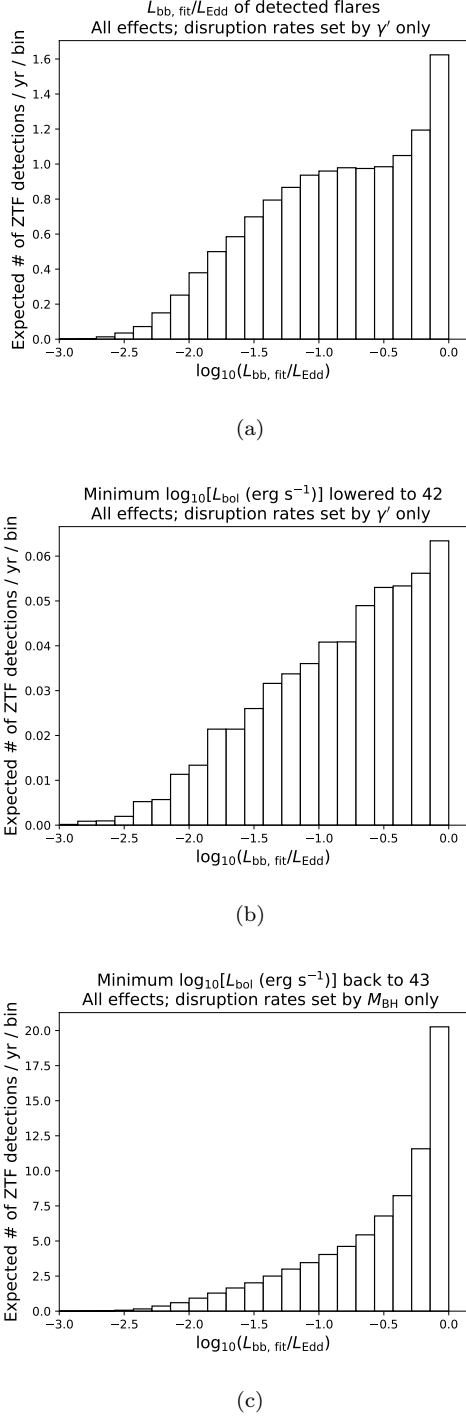 L_bb, fit/L_Edd of detected flares
All effects; disruption rates set by γ′ only
Expected # of ZTF detections / yr / bin
1.6
1.4
1.2
1.0
0.8
0.6
0.4
0.2
0.0
−3.0 −2.5 −2.0 −1.5 −1.0 −0.5 0.0
log₁₀(L_bb, fit/L_Edd)
(a)
Minimum log₁₀[L_bol (erg s⁻¹)] lowered to 42
All effects; disruption rates set by γ′ only
Expected # of ZTF detections / yr / bin
0.06
0.05
0.04
0.03
0.02
0.01
0.00
−3.0 −2.5 −2.0 −1.5 −1.0 −0.5 0.0
log₁₀(L_bb, fit/L_Edd)
(b)
Minimum log₁₀[L_bol (erg s⁻¹)] back to 43
All effects; disruption rates set by M_BH only
Expected # of ZTF detections / yr / bin
20.0
17.5
15.0
12.5
10.0
7.5
5.0
2.5
0.0
−3.0 −2.5 −2.0 −1.5 −1.0 −0.5 0.0
log₁₀(L_bb, fit/L_Edd)
(c)